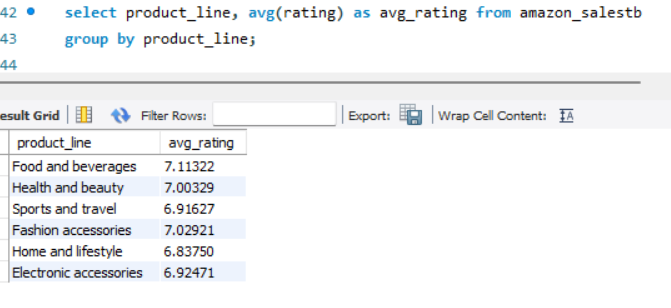 42 select product_line, avg(rating) as avg_rating from amazon_salestb
43 group by product_line;
44
esult Grid Filter Rows: Export: Wrap Cell Content: IA
product_line avg_rating
Food and beverages 7.11322
Health and beauty 7.00329
Sports and travel 6.91627
Fashion accessories 7.02921
Home and lifestyle 6.83750
Electronic accessories 6.92471